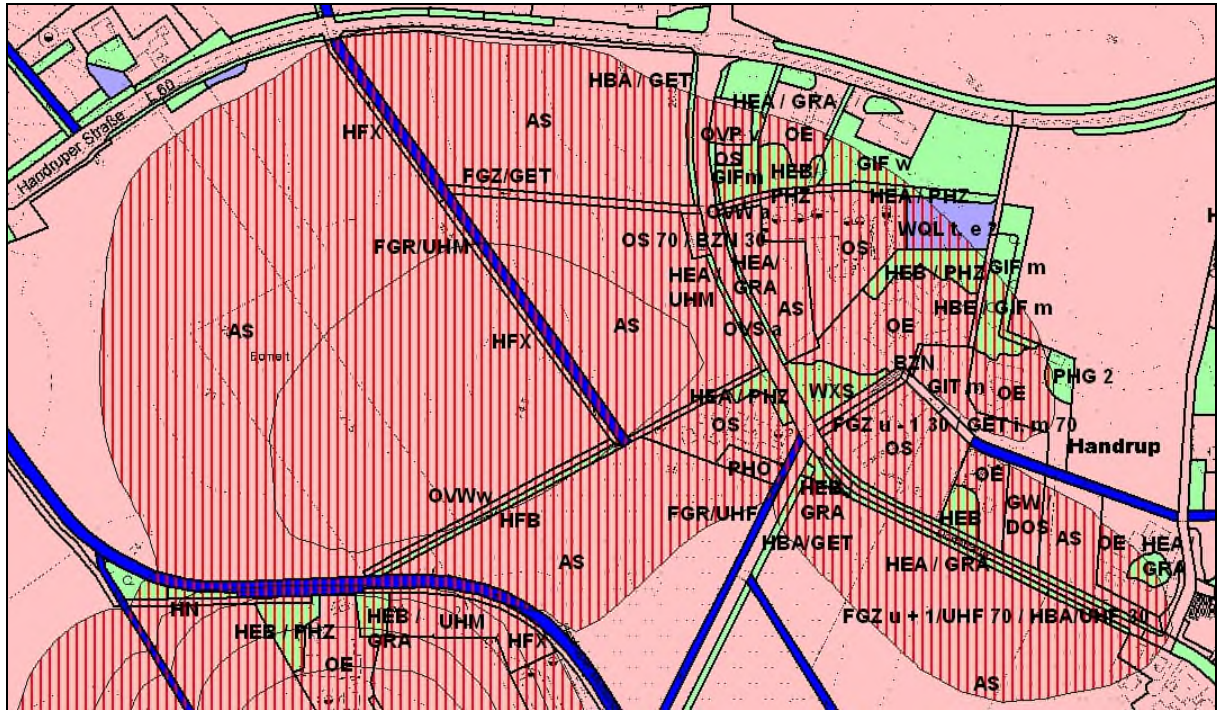 HBA / GET
HEA / GRA
AS
OVP v
OE
HFX
Handruper Straße
L 60
OS
GIF m
HEB /
PHZ
GIF w
FGZ/GET
HEA / PHZ
OVW a
WQL t, e 2
OS 70 / BZN 30
FGR/UHM
OS
HEA /
UHM
HEA/
GRA
HEB / PHZ
GIF m
AS
HBE / GIF m
AS
AS
OVS a
OE
HFX
BZN
GIT m
OE
PHG 2
HEA / PHZ
WXS
OS
FGZ u - 1 30 / GET i, m 70
OS
Handrup
PHO
OE
OVWw
HFB
FGR/UHF
HEB
GRA
HEB
GW /
DOS
AS
OE
HEA
GRA
HBA/GET
AS
HEA / GRA
HN
HEB / PHZ
HEB /
GRA
UHM
HFX
OE
FGZ u + 1/UHF 70 / HBA/UHF 30
AS